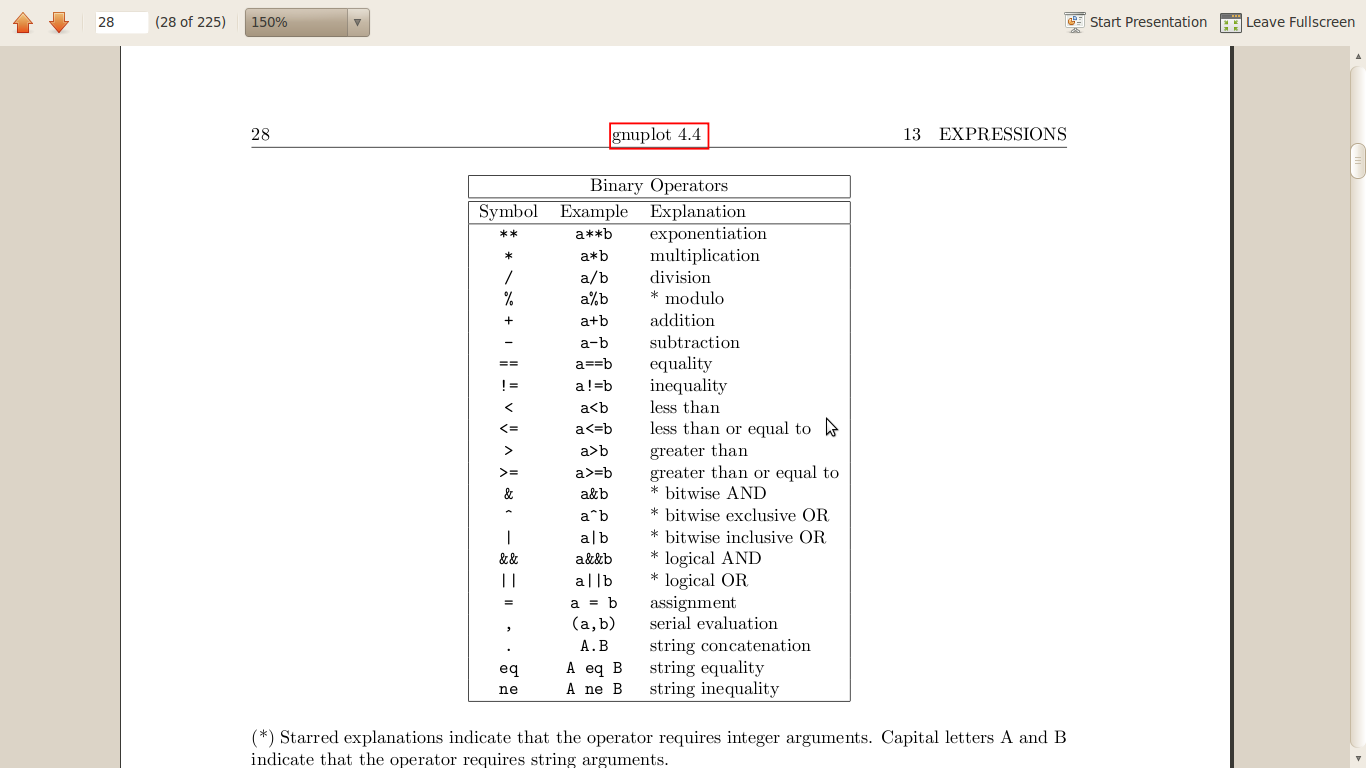 28 (28 of 225) 150% Start Presentation Leave Fullscreen
28 gnuplot 4.4 13 EXPRESSIONS
Binary Operators
Symbol Example Explanation
** a**b exponentiation
* a*b multiplication
/ a/b division
% a%b * modulo
+ a+b addition
- a-b subtraction
== a==b equality
!= a!=b inequality
< a<b less than
<= a<=b less than or equal to
> a>b greater than
>= a>=b greater than or equal to
& a&b * bitwise AND
^ a^b * bitwise exclusive OR
| a|b * bitwise inclusive OR
&& a&&b * logical AND
|| a||b * logical OR
= a = b assignment
, (a,b) serial evaluation
. A.B string concatenation
eq A eq B string equality
ne A ne B string inequality
(*) Starred explanations indicate that the operator requires integer arguments. Capital letters A and B
indicate that the operator requires string arguments.